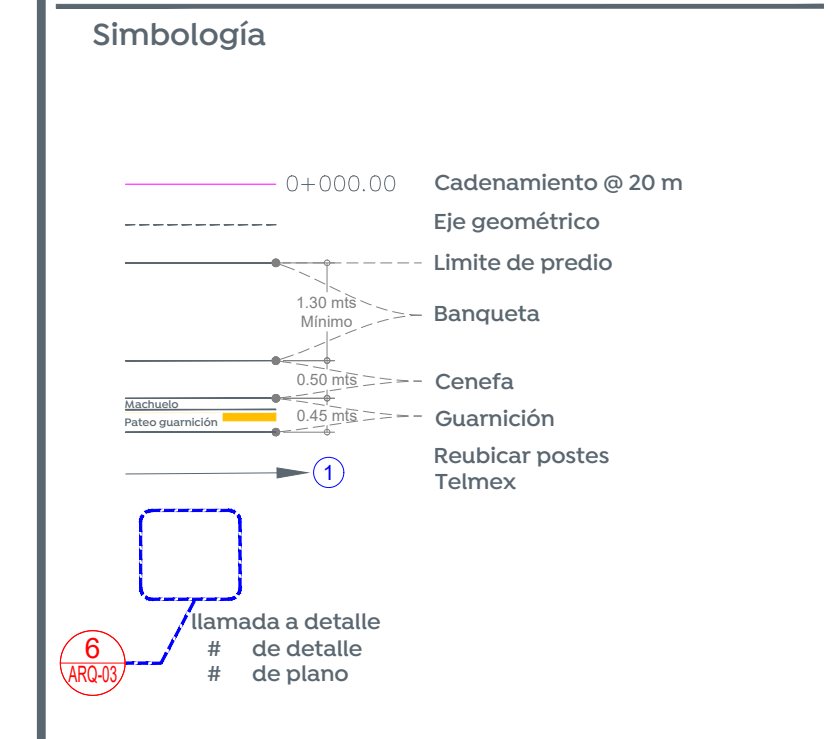 Simbología
0+000.00 Cadenamiento @ 20 m
Eje geométrico
Limite de predio
1.30 mts
Mínimo
Banqueta
0.50 mts Cenefa
Machuelo
Pateo guarnición
0.45 mts Guarnición
1 Reubicar postes
Telmex
llamada a detalle
# de detalle
# de plano
6
ARQ-03